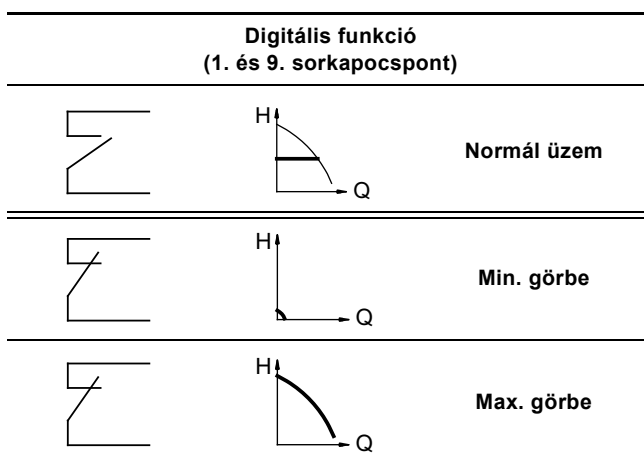 Digitális funkció
(1. és 9. sorkapocspont)
H
Q
Normál üzem
H
Q
Min. görbe
H
Q
Max. görbe